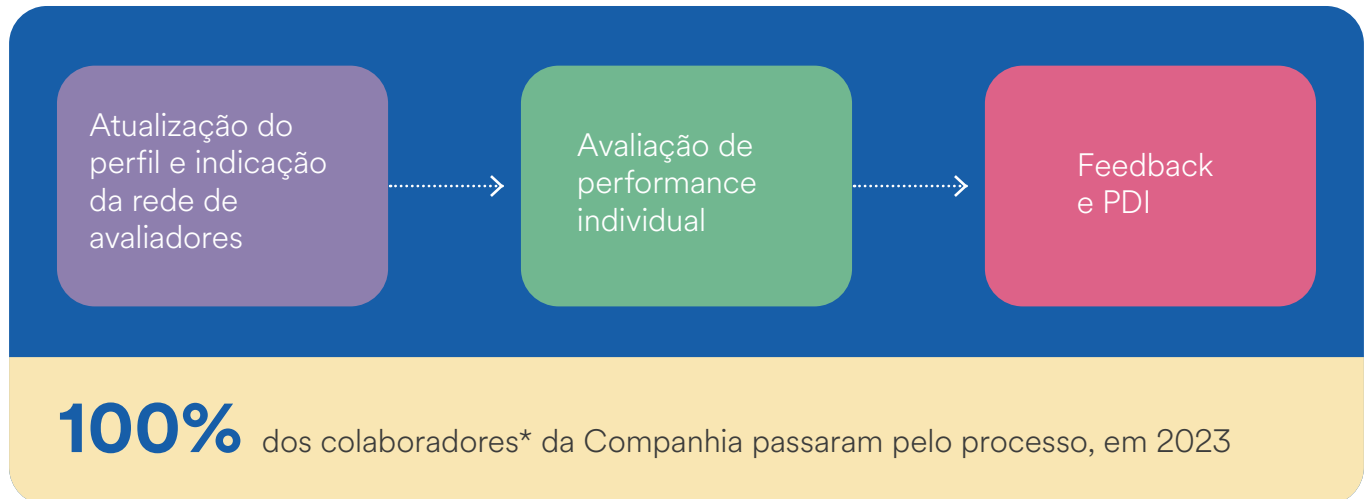 Atualização do
perfil e indicação
da rede de
avaliadores
Avaliação de
performance
individual
Feedback
e PDI
100% dos colaboradores* da Companhia passaram pelo processo, em 2023